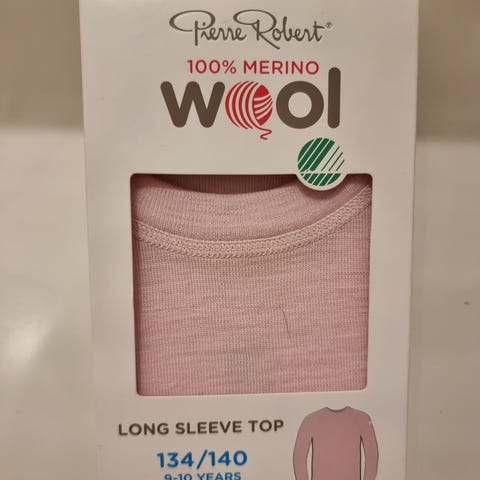 Pierre Robert®
100% MERINO
wool
LONG SLEEVE TOP
134/140
9-10 YEARS